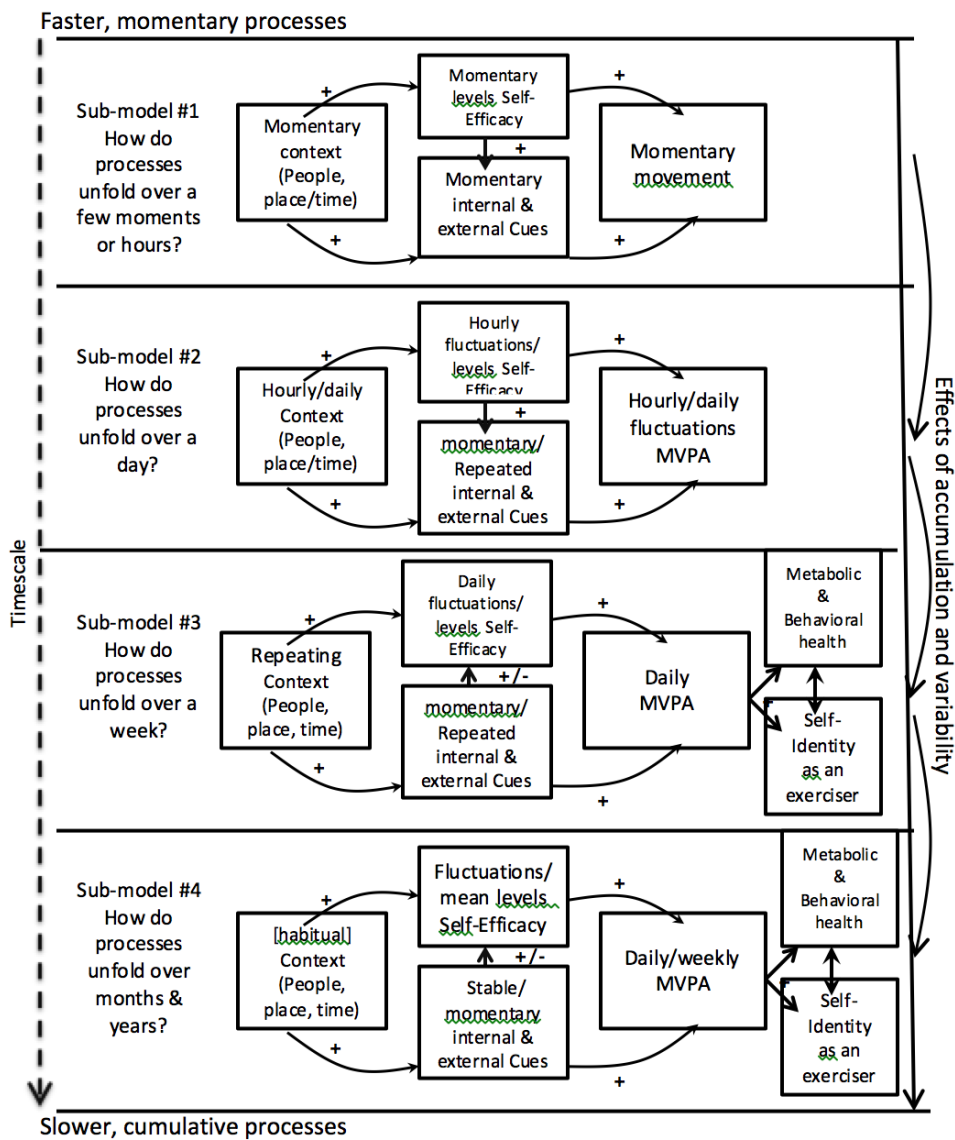 Faster, momentary processes
Sub-model #1
How do
processes
unfold over a
few moments
or hours?
Momentary
context
(People,
place/time)
+
+
Momentary
levels Self-
Efficacy
+
Momentary
internal &
external Cues
+
+
Momentary
movement
Sub-model #2
How do
processes
unfold over a
day?
Hourly/daily
Context
(People,
place/time)
+
+
Hourly
fluctuations/
levels Self-
Efficacy
+
momentary/
Repeated
internal &
external Cues
+
+
Hourly/daily
fluctuations
MVPA
Sub-model #3
How do
processes
unfold over a
week?
Repeating
Context
(People,
place, time)
+
+
Daily
fluctuations/
levels Self-
Efficacy
+/-
momentary/
Repeated
internal &
external Cues
+
+
Daily
MVPA
Metabolic
&
Behavioral
health
+
Self-
Identity
as an
exerciser
Sub-model #4
How do
processes
unfold over
months &
years?
[habitual]
Context
(People,
place, time)
+
+
Fluctuations/
mean levels
Self-Efficacy
+/-
Stable/
momentary
internal &
external Cues
+
+
Daily/weekly
MVPA
Metabolic
&
Behavioral
health
+
Self-
Identity
as an
exerciser
Timescale
Effects of accumulation and variability
Slower, cumulative processes